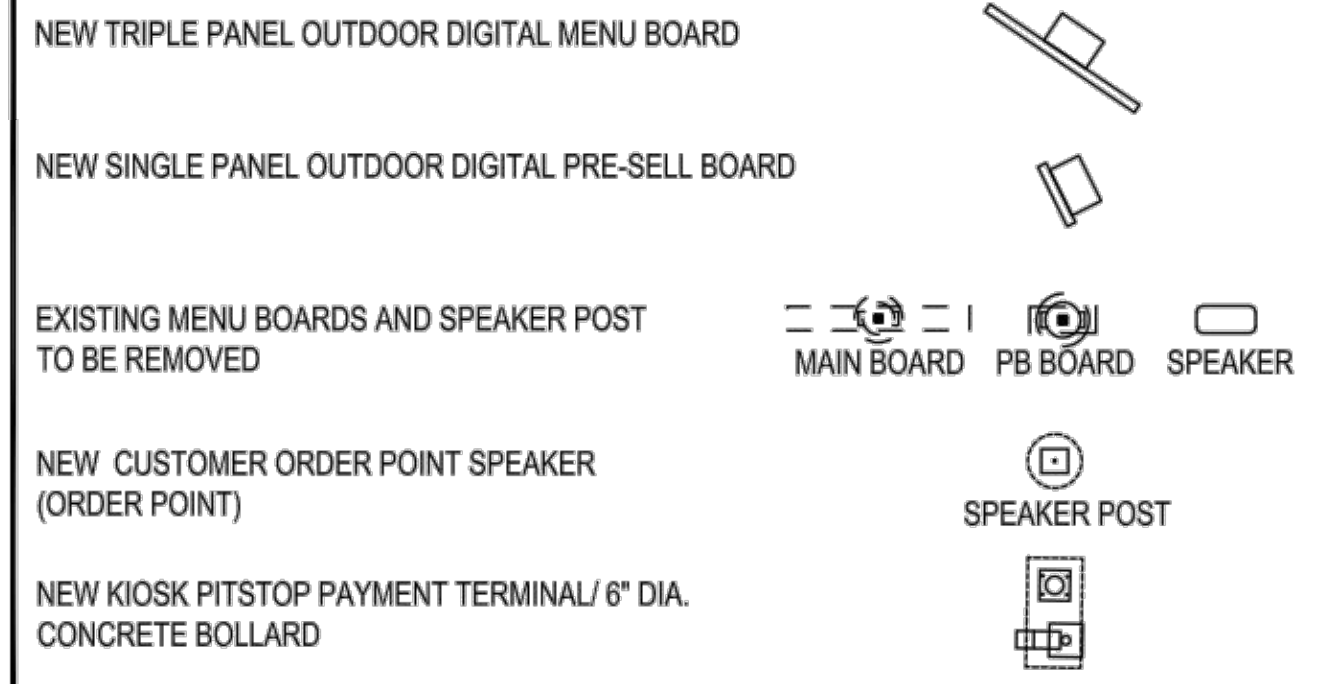 NEW TRIPLE PANEL OUTDOOR DIGITAL MENU BOARD
NEW SINGLE PANEL OUTDOOR DIGITAL PRE-SELL BOARD
EXISTING MENU BOARDS AND SPEAKER POST
TO BE REMOVED
MAIN BOARD PB BOARD SPEAKER
NEW CUSTOMER ORDER POINT SPEAKER
(ORDER POINT)
SPEAKER POST
NEW KIOSK PITSTOP PAYMENT TERMINAL/ 6" DIA.
CONCRETE BOLLARD